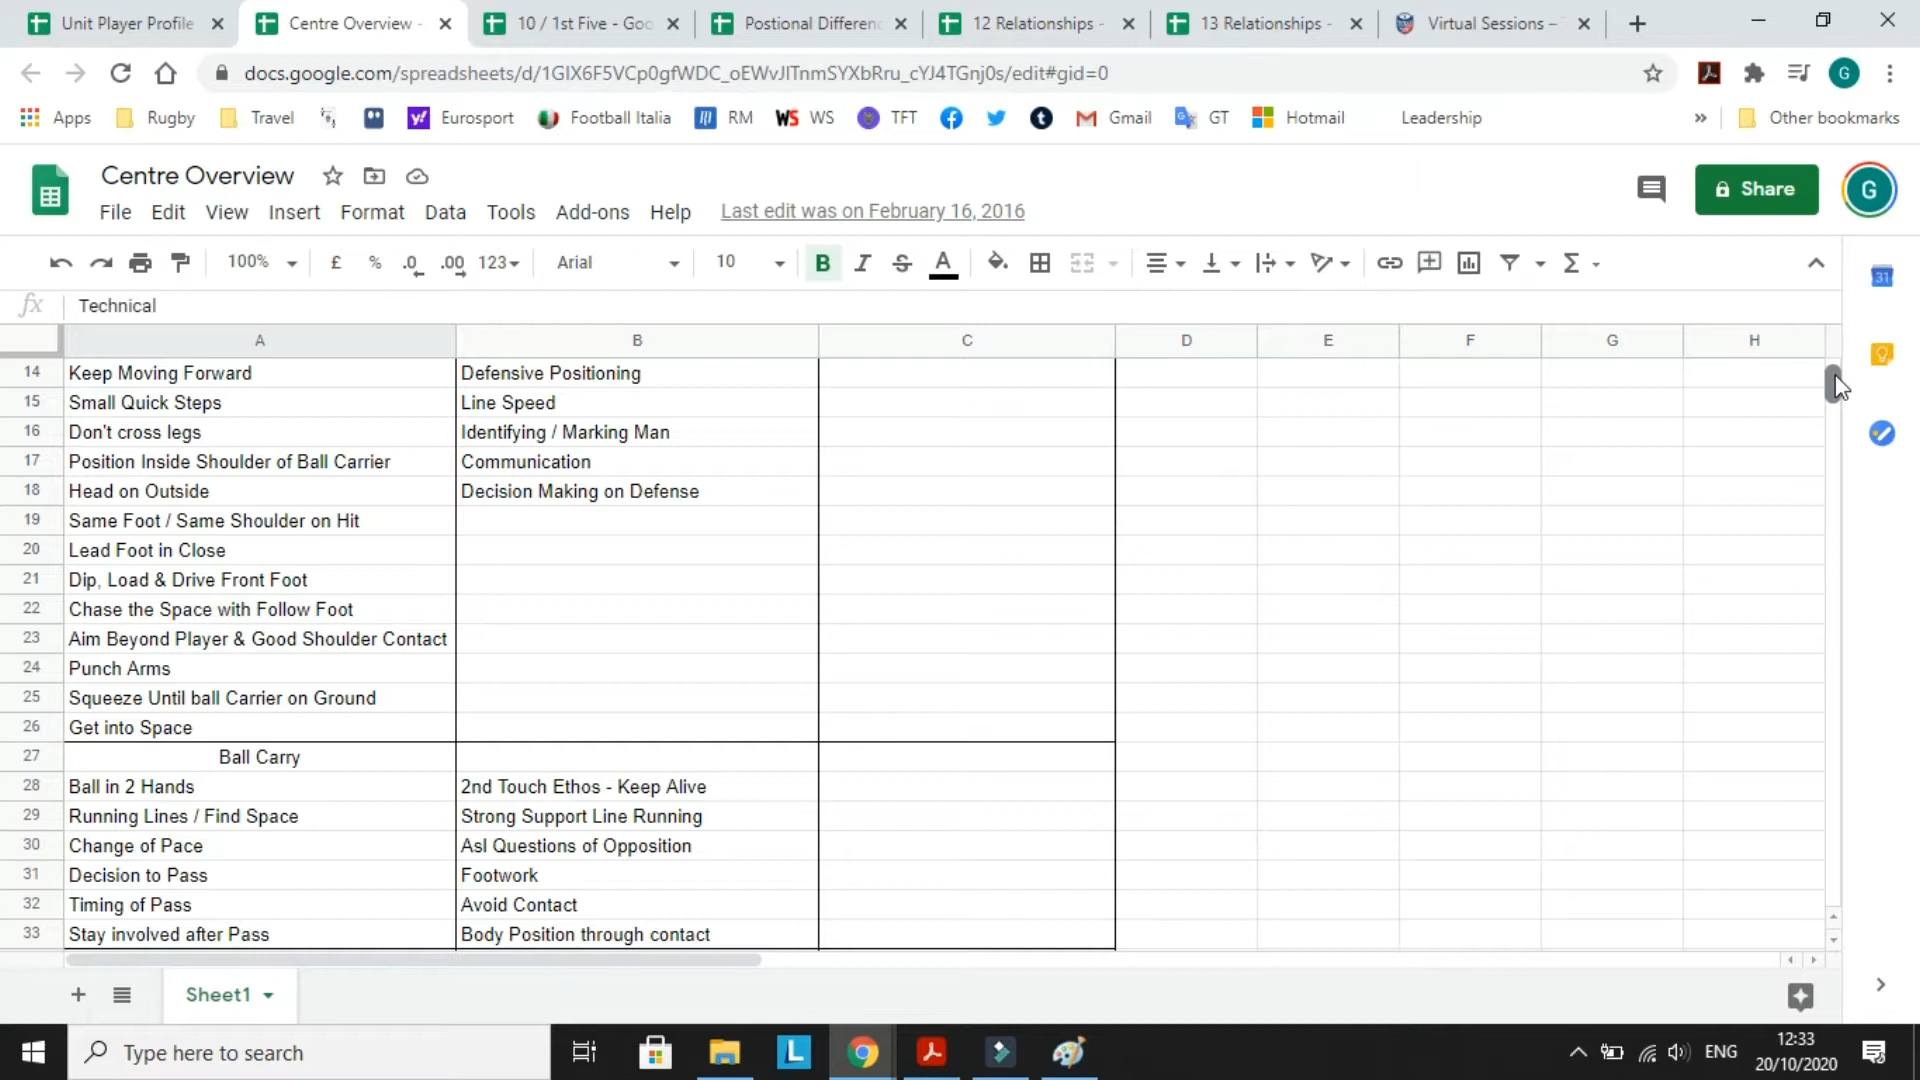 Unit Player Profile
Centre Overview -
10 / 1st Five - Goo
Postional Differenc
12 Relationships -
13 Relationships -
Virtual Sessions –
docs.google.com/spreadsheets/d/1GIX6F5VCp0gfWDC_oEWvJlTnmSYXbRru_cYJ4TGnj0s/edit#gid=0
Apps
Rugby
Travel
Eurosport
Football Italia
RM
WS
TFT
Gmail
GT
Hotmail
Leadership
Other bookmarks
Centre Overview
Share
G
File Edit View Insert Format Data Tools Add-ons Help Last edit was on February 16, 2016
100% £ % .0 .00 123 Arial 10 B I S A
fx Technical
A B C D E F G H
14 Keep Moving Forward Defensive Positioning
15 Small Quick Steps Line Speed
16 Don't cross legs Identifying / Marking Man
17 Position Inside Shoulder of Ball Carrier Communication
18 Head on Outside Decision Making on Defense
19 Same Foot / Same Shoulder on Hit
20 Lead Foot in Close
21 Dip, Load & Drive Front Foot
22 Chase the Space with Follow Foot
23 Aim Beyond Player & Good Shoulder Contact
24 Punch Arms
25 Squeeze Until ball Carrier on Ground
26 Get into Space
27 Ball Carry
28 Ball in 2 Hands 2nd Touch Ethos - Keep Alive
29 Running Lines / Find Space Strong Support Line Running
30 Change of Pace Asl Questions of Opposition
31 Decision to Pass Footwork
32 Timing of Pass Avoid Contact
33 Stay involved after Pass Body Position through contact
Sheet1
Type here to search
ENG
12:33
20/10/2020